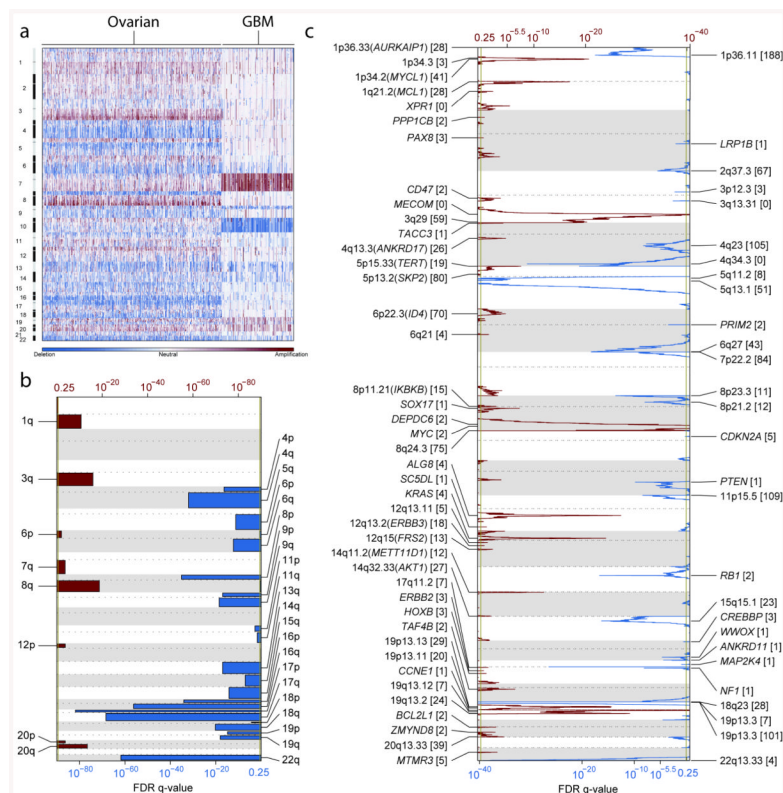 Ovarian GBM
a
1
2
3
4
5
6
7
8
9
10
11
12
13
14
15
16
17
18
19
20
21
22
Deletion Neutral Amplification
b
0.25 10⁻²⁰ 10⁻⁴⁰ 10⁻⁶⁰ 10⁻⁸⁰
1q
3q
6p
7q
8q
12p
20p
20q
4p
4q
5q
6p
6q
8p
9p
9q
11p
11q
13q
14q
15q
16p
16q
17p
17q
18p
18q
19p
19q
22q
10⁻⁸⁰ 10⁻⁶⁰ 10⁻⁴⁰ 10⁻²⁰ 0.25
FDR q-value
c
0.25 10⁻⁵·⁵ 10⁻¹⁰ 10⁻²⁰ 10⁻⁴⁰
1p36.33(AURKAIP1) [28]
1p34.3 [3]
1p34.2(MYCL1) [41]
1q21.2(MCL1) [28]
XPR1 [0]
PPP1CB [2]
PAX8 [3]
CD47 [2]
MECOM [0]
3q29 [59]
TACC3 [1]
4q13.3(ANKRD17) [26]
5p15.33(TERT) [19]
5p13.2(SKP2) [80]
6p22.3(ID4) [70]
6q21 [4]
8p11.21(IKBKB) [15]
SOX17 [1]
DEPDC6 [2]
MYC [2]
8q24.3 [75]
ALG8 [4]
SC5DL [1]
KRAS [4]
12q13.11 [5]
12q13.2(ERBB3) [18]
12q15(FRS2) [13]
14q11.2(METT11D1) [12]
14q32.33(AKT1) [27]
17q11.2 [7]
ERBB2 [3]
HOXB [3]
TAF4B [2]
19p13.13 [29]
19p13.11 [20]
CCNE1 [1]
19q13.12 [7]
19q13.2 [24]
BCL2L1 [2]
ZMYND8 [2]
20q13.33 [39]
MTMR3 [5]
1p36.11 [188]
LRP1B [1]
2q37.3 [67]
3p12.3 [3]
3q13.31 [0]
4q23 [105]
4q34.3 [0]
5q11.2 [8]
5q13.1 [51]
PRIM2 [2]
6q27 [43]
7p22.2 [84]
8p23.3 [11]
8p21.2 [12]
CDKN2A [5]
PTEN [1]
11p15.5 [109]
RB1 [2]
15q15.1 [23]
CREBBP [3]
WWOX [1]
ANKRD11 [1]
MAP2K4 [1]
NF1 [1]
18q23 [28]
19p13.3 [7]
19p13.3 [101]
22q13.33 [4]
10⁻⁴⁰ 10⁻²⁰ 10⁻¹⁰ 10⁻⁵·⁵ 0.25
FDR q-value